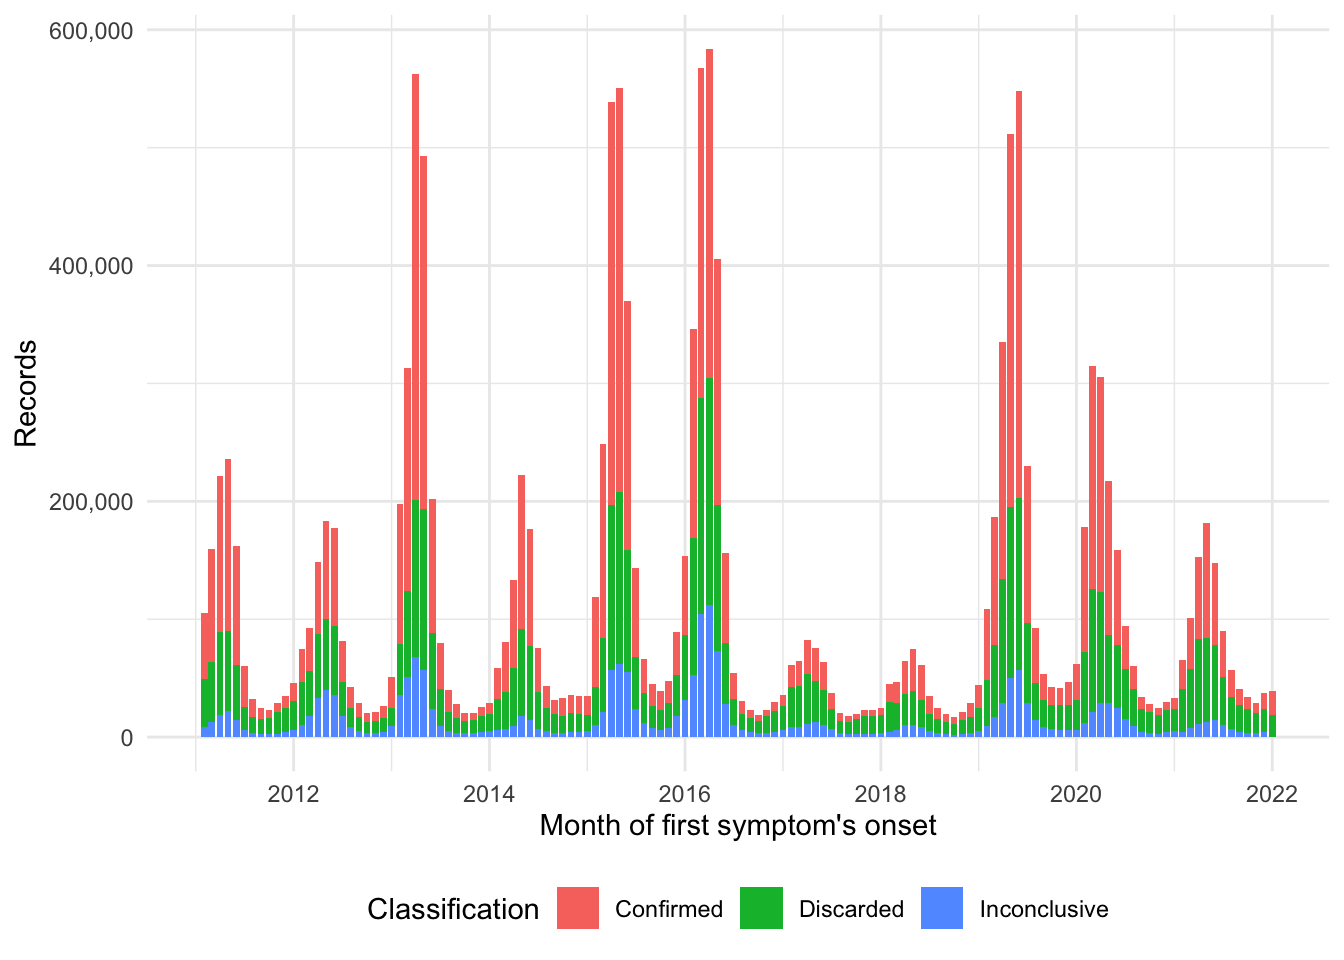 600,000
400,000
200,000
0
Records
2012 2014 2016 2018 2020 2022
Month of first symptom's onset
Classification Confirmed Discarded Inconclusive